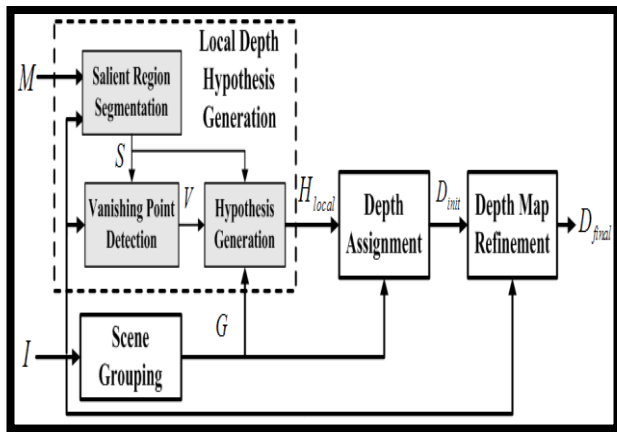 Local Depth
Hypothesis
Generation
M
Salient Region
Segmentation
S
Vanishing Point
Detection
V
Hypothesis
Generation
H_local
Depth
Assignment
D_init
Depth Map
Refinement
D_final
G
I
Scene
Grouping